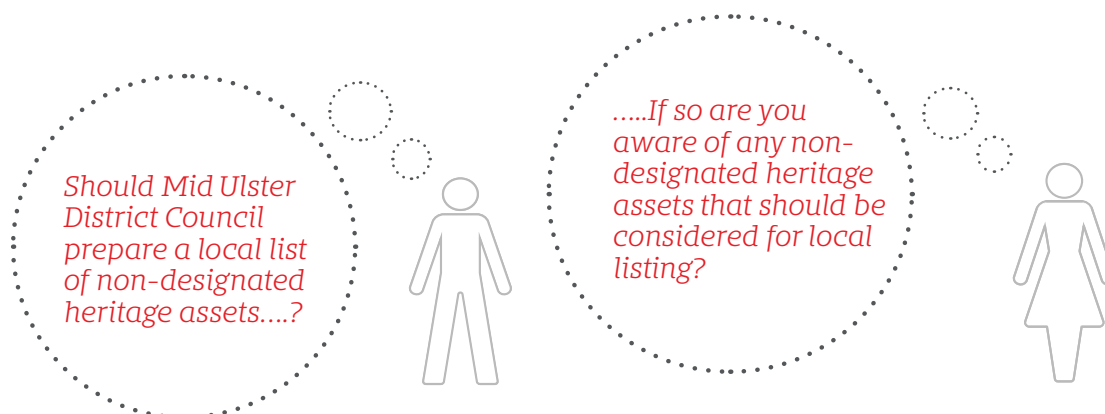 Should Mid Ulster
District Council
prepare a local list
of non-designated
heritage assets....?
.....If so are you
aware of any non-
designated heritage
assets that should be
considered for local
listing?